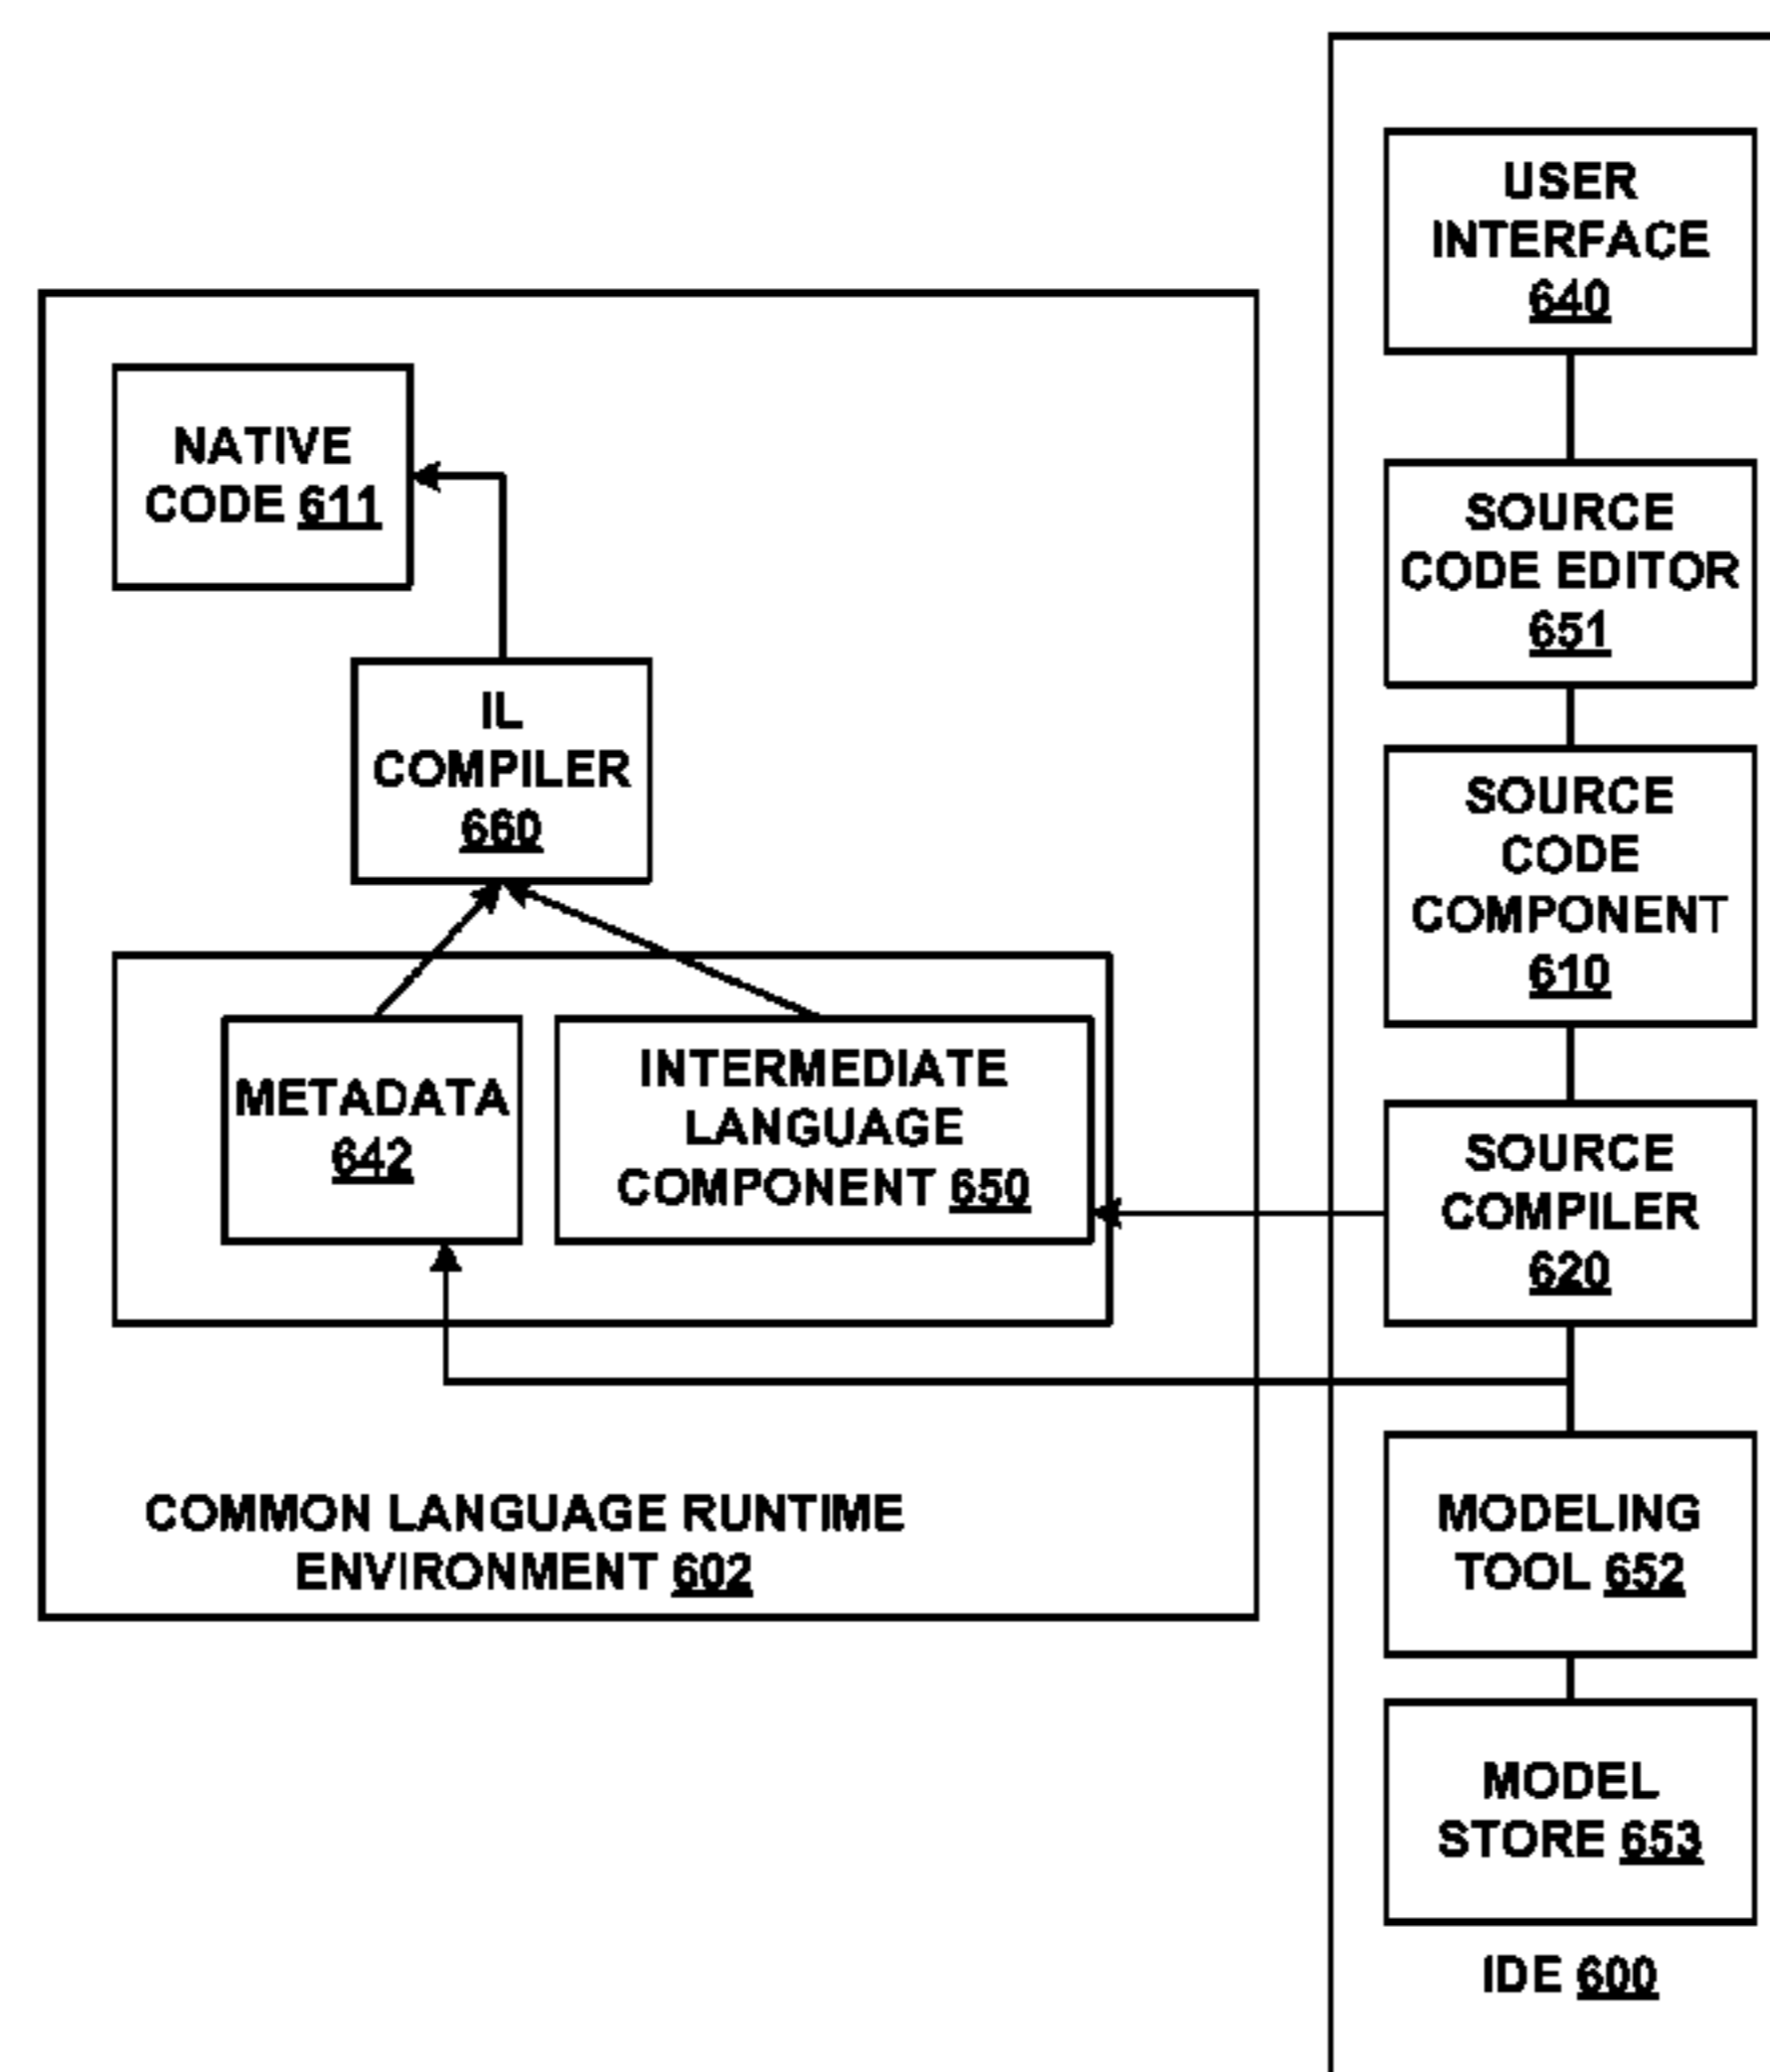 NATIVE
CODE 611
IL
COMPILER
660
METADATA
642
INTERMEDIATE
LANGUAGE
COMPONENT 650
COMMON LANGUAGE RUNTIME
ENVIRONMENT 602
USER
INTERFACE
640
SOURCE
CODE EDITOR
651
SOURCE
CODE
COMPONENT
610
SOURCE
COMPILER
620
MODELING
TOOL 652
MODEL
STORE 653
IDE 600